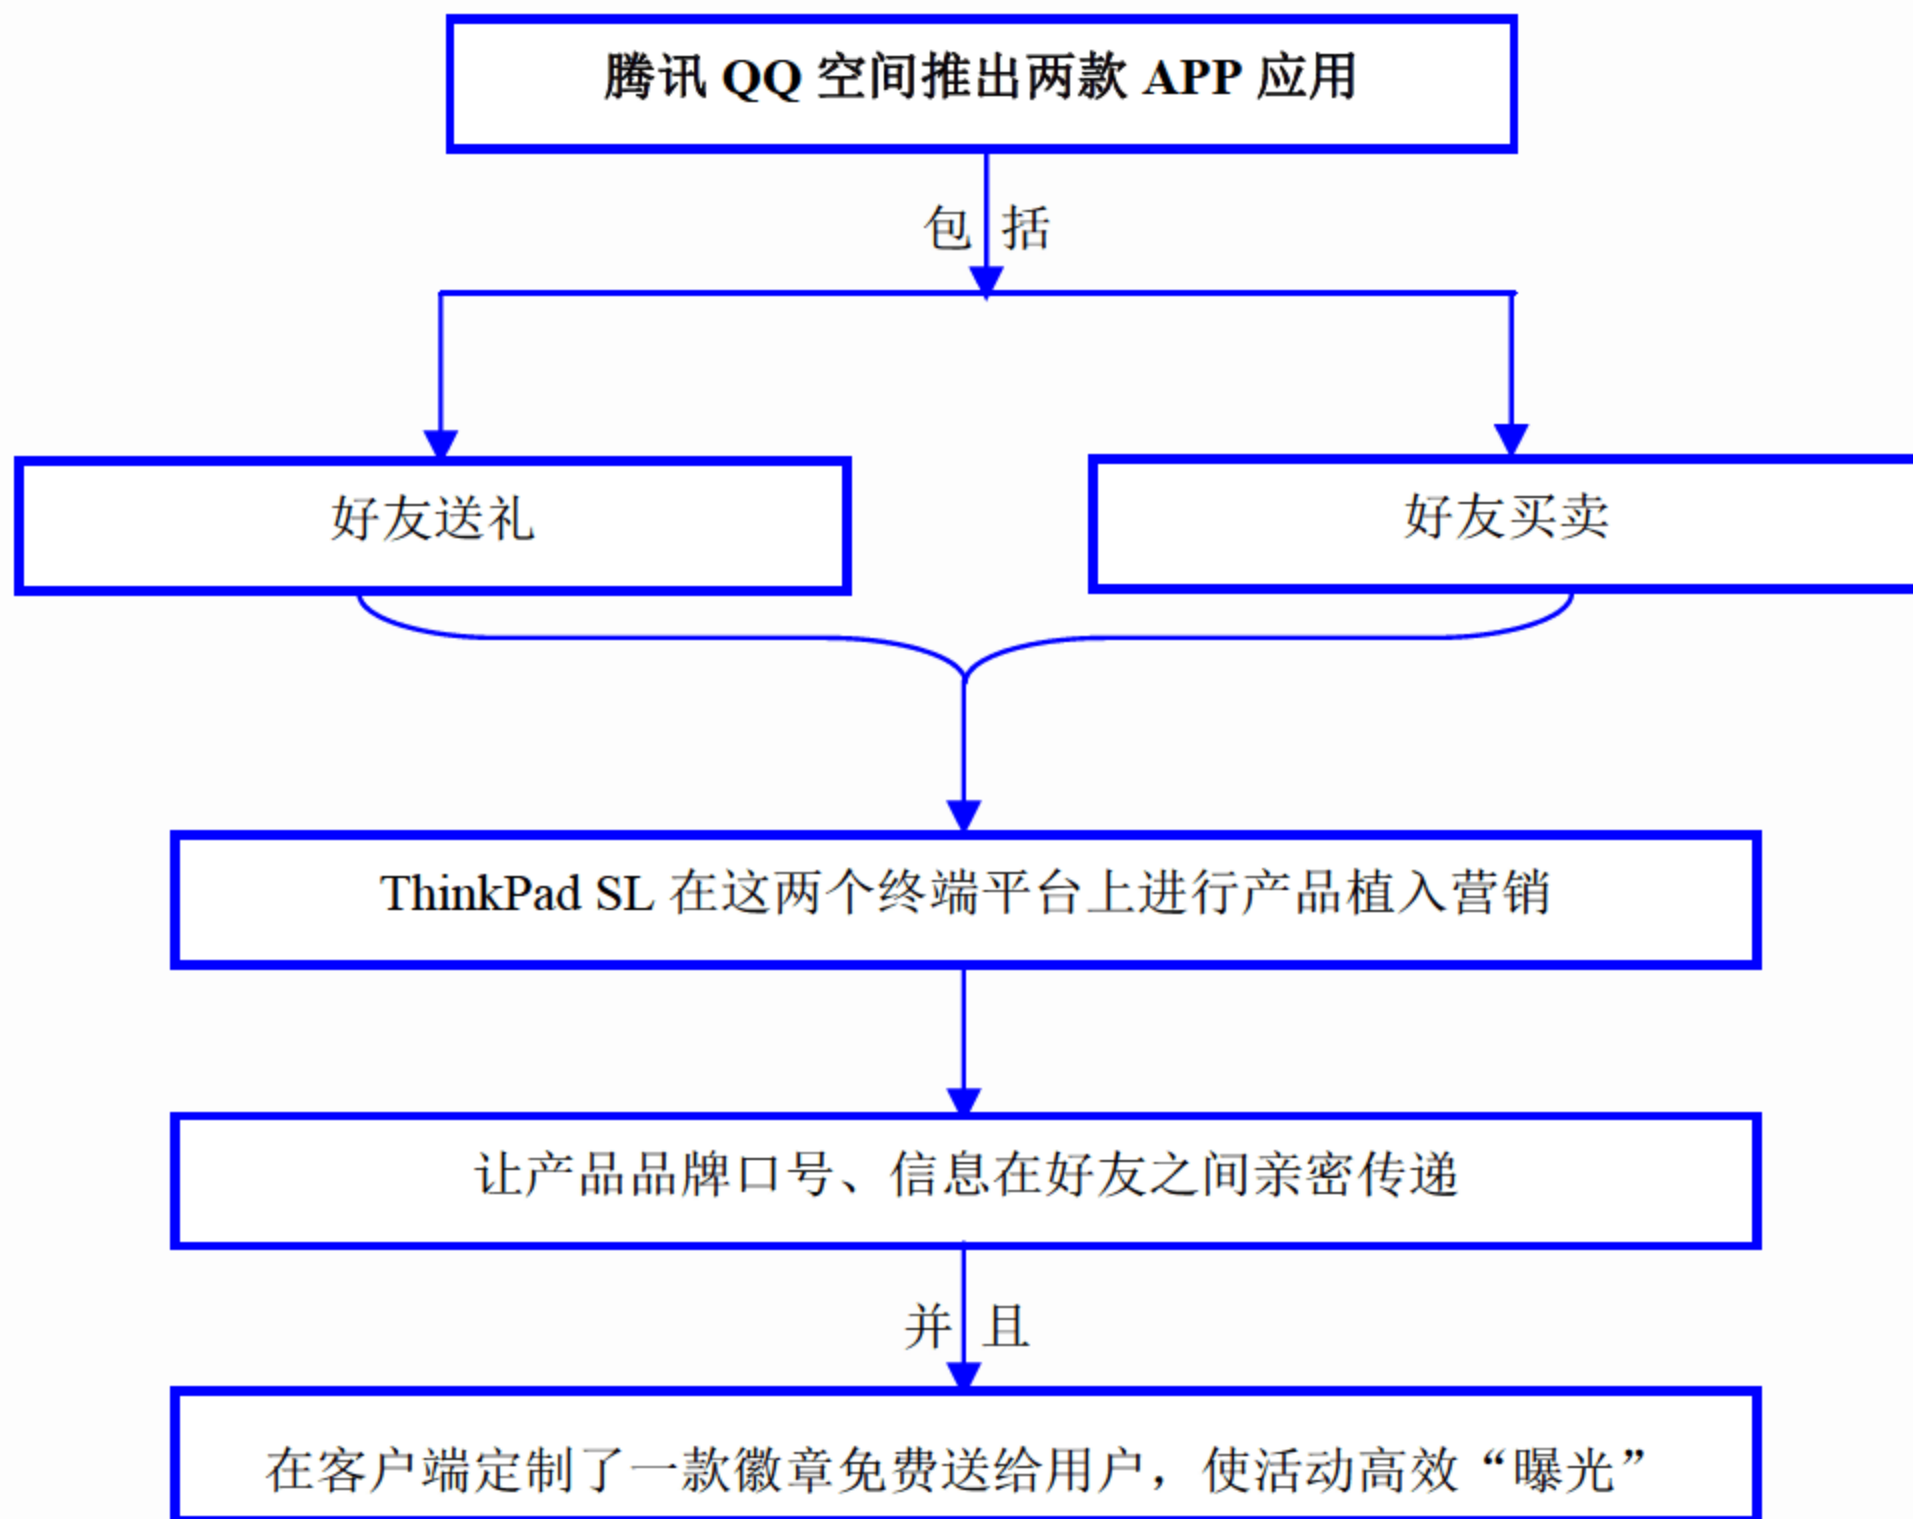 腾讯 QQ 空间推出两款 APP 应用
包 括
好友送礼
好友买卖
ThinkPad SL 在这两个终端平台上进行产品植入营销
让产品品牌口号、信息在好友之间亲密传递
并 且
在客户端定制了一款徽章免费送给用户，使活动高效“曝光”